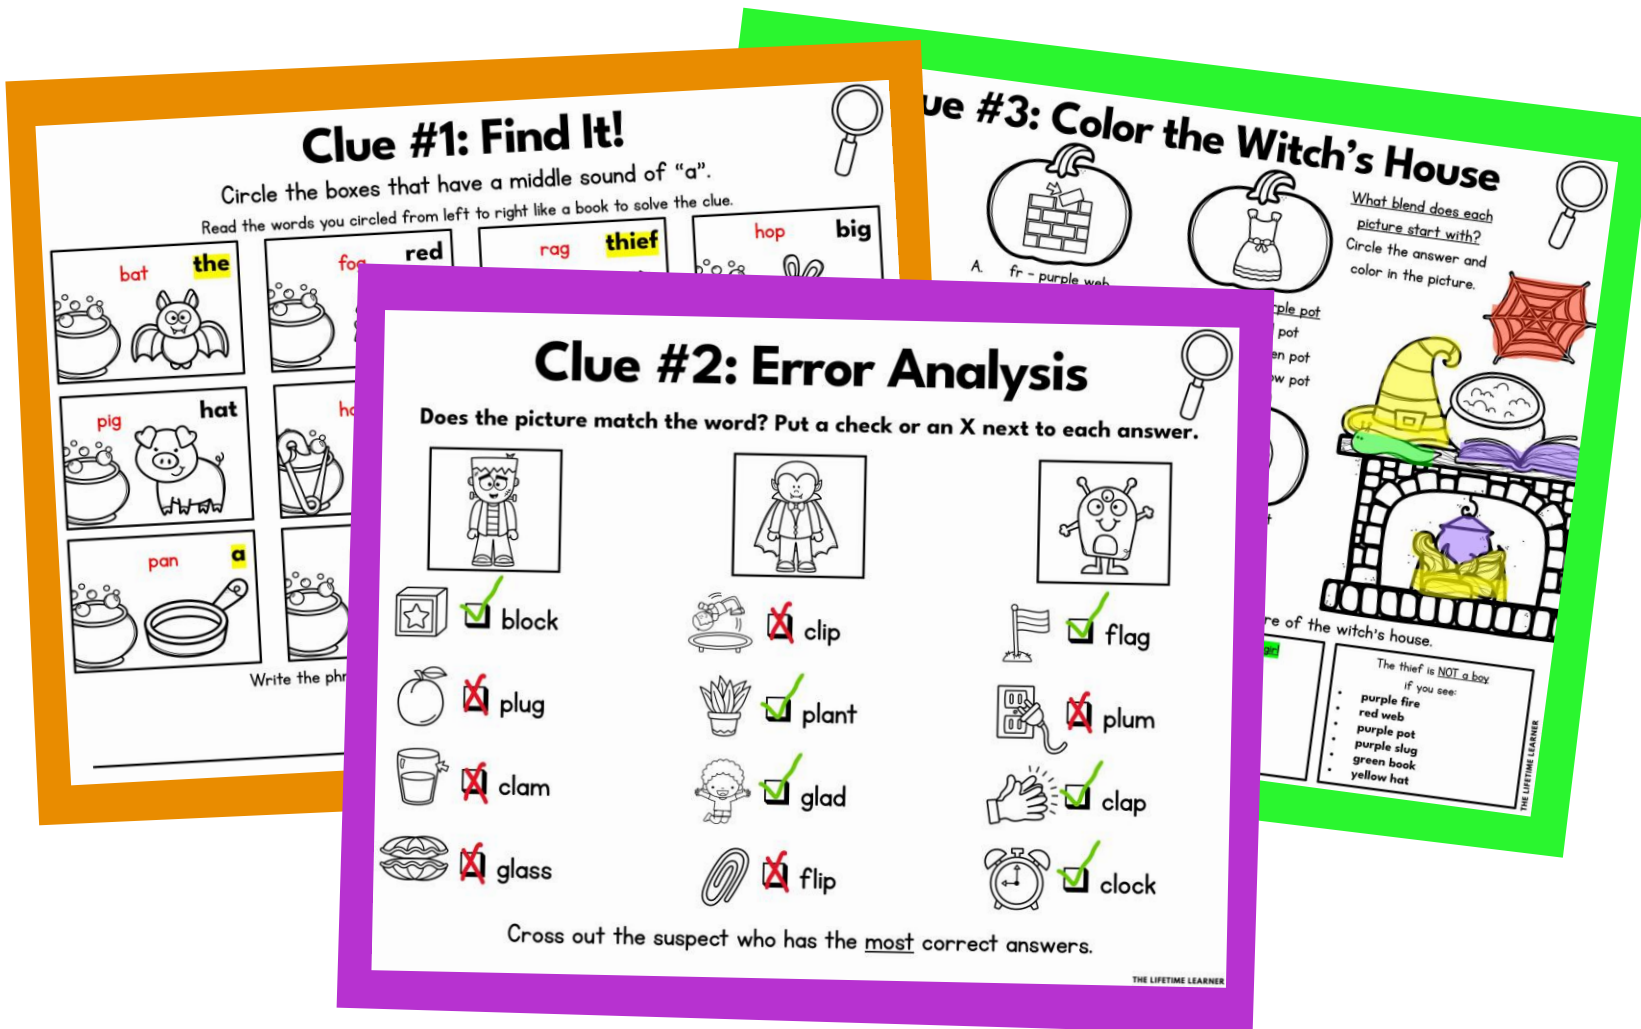 Clue #1: Find It!
Circle the boxes that have a middle sound of "a".
Read the words you circled from left to right like a book to solve the clue.
bat the
red
rag thief
hop big
pig hat
pan a
Write the
Clue #2: Error Analysis
Does the picture match the word? Put a check or an X next to each answer.
block
plug
clam
glass
clip
plant
glad
flip
flag
plum
clap
clock
Cross out the suspect who has the most correct answers.
THE LIFETIME LEARNER
#3: Color the Witch's House
What blend does each
picture start with?
Circle the answer and
color in the picture.
A. fr - purple web
pot
pot
pot
pot
of the witch's house.
girl
The thief is NOT a boy
if you see:
• purple fire
• red web
• purple pot
• purple slug
• green book
• yellow hat
THE LIFETIME LEARNER